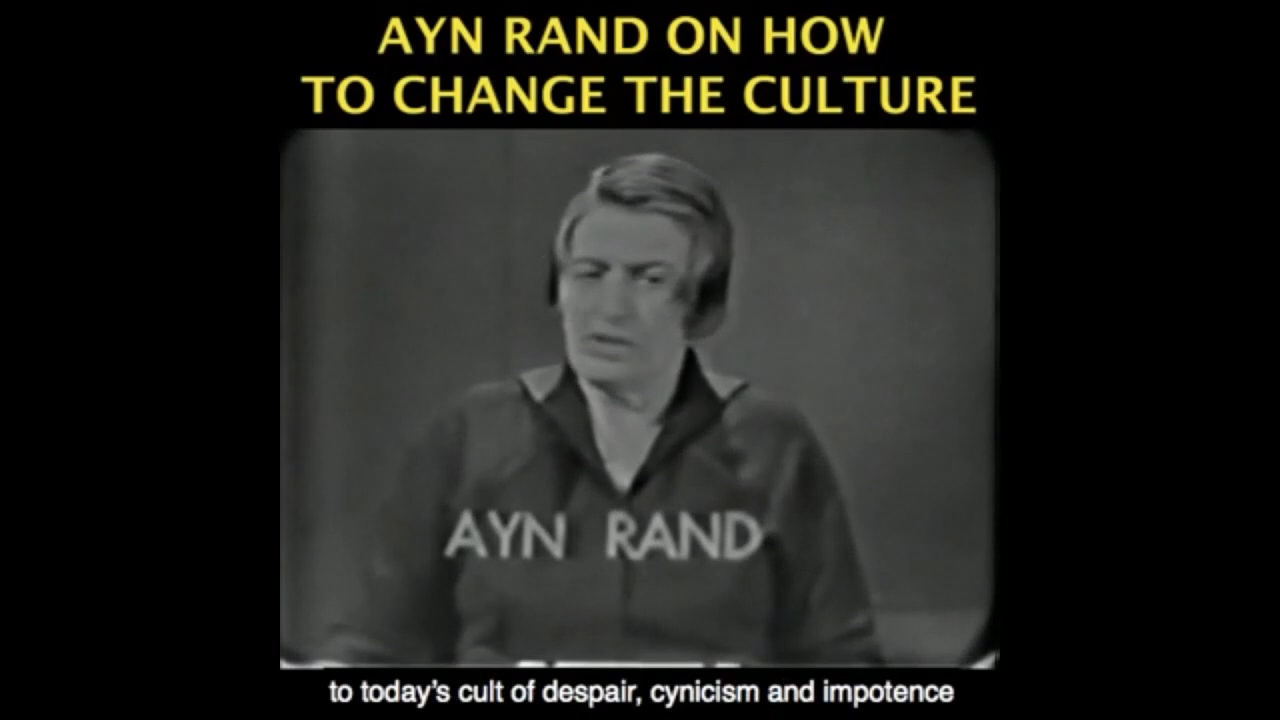 AYN RAND ON HOW
TO CHANGE THE CULTURE
AYN RAND
to today's cult of despair, cynicism and impotence